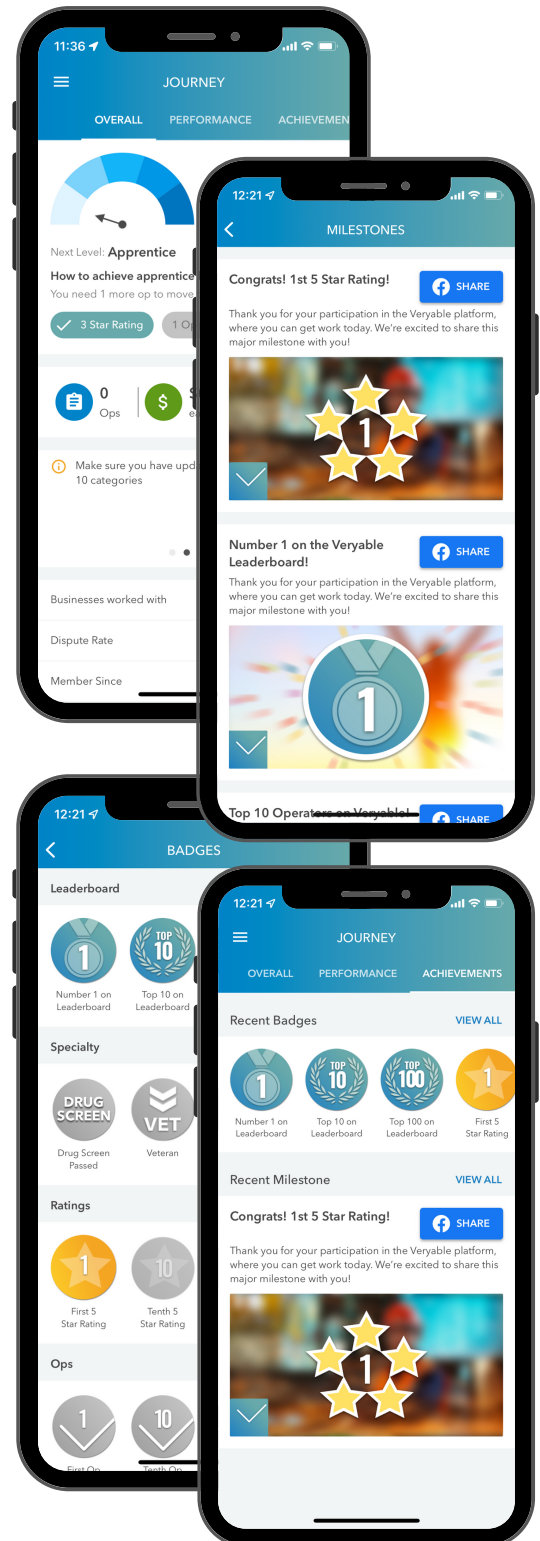 11:36
JOURNEY
OVERALL PERFORMANCE ACHIEVEMEN
Next Level: Apprentice
How to achieve apprentice
You need 1 more op to move
3 Star Rating
0
Ops
$
Make sure you have
10 categories
Businesses worked with
Dispute Rate
Member Since
12:21
MILESTONES
Congrats! 1st 5 Star Rating!
SHARE
Thank you for your participation in the Veryable platform,
where you can get work today. We're excited to share this
major milestone with you!
1
Number 1 on the Veryable
Leaderboard!
SHARE
Thank you for your participation in the Veryable platform,
where you can get work today. We're excited to share this
major milestone with you!
1
Top 10 Operators on Veryable!
SHARE
12:21
BADGES
Leaderboard
1
TOP
10
Number 1 on
Leaderboard
Top 10 on
Leaderboard
Specialty
DRUG
SCREEN
VET
Drug Screen
Passed
Veteran
Ratings
1
10
First 5
Star Rating
Tenth 5
Star Rating
Ops
1
10
First Op
Tenth Op
12:21
JOURNEY
OVERALL PERFORMANCE ACHIEVEMENTS
Recent Badges
VIEW ALL
1
TOP
10
TOP
100
1
Number 1 on
Leaderboard
Top 10 on
Leaderboard
Top 100 on
Leaderboard
First 5
Star Rating
Recent Milestone
VIEW ALL
Congrats! 1st 5 Star Rating!
SHARE
Thank you for your participation in the Veryable platform,
where you can get work today. We're excited to share this
major milestone with you!
1